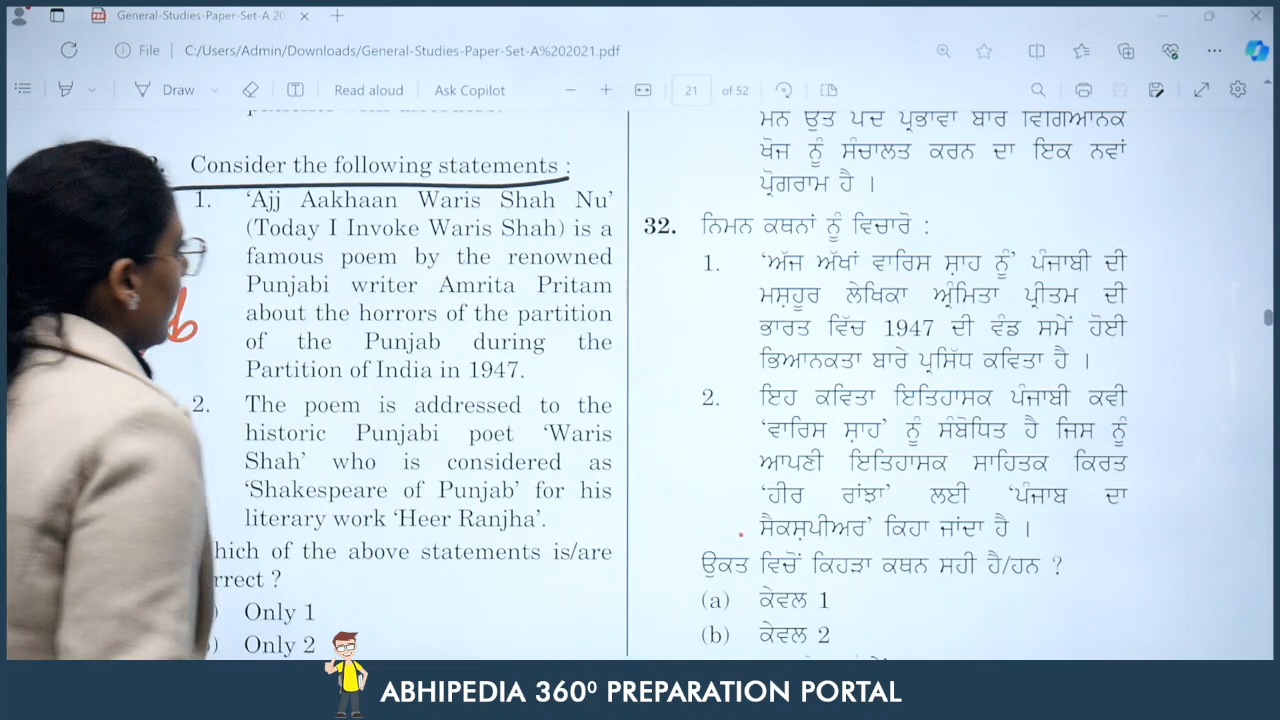 General-Studies-Paper-Set-A 20
File
C:/Users/Admin/Downloads/General-Studies-Paper-Set-A%202021.pdf
Draw
Read aloud
Ask Copilot
21
of 52
Consider the following statements :
1. 'Ajj Aakhaan Waris Shah Nu'
(Today I Invoke Waris Shah) is a
famous poem by the renowned
Punjabi writer Amrita Pritam
about the horrors of the partition
of the Punjab during the
Partition of India in 1947.
2. The poem is addressed to the
historic Punjabi poet 'Waris
Shah' who is considered as
'Shakespeare of Punjab' for his
literary work 'Heer Ranjha'.
hich of the above statements is/are
rrect ?
Only 1
) Only 2
b
ਖੋਜ ਨੂੰ ਸੰਚਾਲਤ ਕਰਨ ਦਾ ਇਕ ਨਵਾਂ
ਪ੍ਰੋਗਰਾਮ ਹੈ ।
32. ਨਿਮਨ ਕਥਨਾਂ ਨੂੰ ਵਿਚਾਰੋ :
1. 'ਅੱਜ ਅੱਖਾਂ ਵਾਰਿਸ ਸ਼ਾਹ ਨੂੰ' ਪੰਜਾਬੀ ਦੀ
ਮਸ਼ਹੂਰ ਲੇਖਿਕਾ ਅੰਮ੍ਰਿਤਾ ਪ੍ਰੀਤਮ ਦੀ
ਭਾਰਤ ਵਿੱਚ 1947 ਦੀ ਵੰਡ ਸਮੇਂ ਹੋਈ
ਭਿਆਨਕਤਾ ਬਾਰੇ ਪ੍ਰਸਿੱਧ ਕਵਿਤਾ ਹੈ ।
2. ਇਹ ਕਵਿਤਾ ਇਤਿਹਾਸਕ ਪੰਜਾਬੀ ਕਵੀ
'ਵਾਰਿਸ ਸ਼ਾਹ' ਨੂੰ ਸੰਬੋਧਿਤ ਹੈ ਜਿਸ ਨੂੰ
ਆਪਣੀ ਇਤਿਹਾਸਕ ਸਾਹਿਤਕ ਕਿਰਤ
'ਹੀਰ ਰਾਂਝਾ' ਲਈ 'ਪੰਜਾਬ ਦਾ
ਸੈਕਸ਼ਪੀਅਰ' ਕਿਹਾ ਜਾਂਦਾ ਹੈ ।
ਉਕਤ ਵਿਚੋਂ ਕਿਹੜਾ ਕਥਨ ਸਹੀ ਹੈ/ਹਨ ?
(a) ਕੇਵਲ 1
(b) ਕੇਵਲ 2
ABHIPEDIA 360⁰ PREPARATION PORTAL